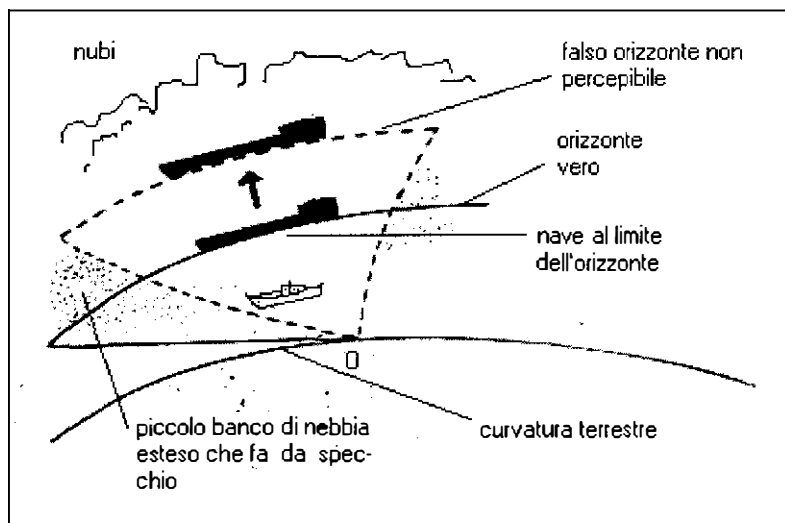 nubi
falso orizzonte non
percepibile
orizzonte
vero
nave al limite
dell'orizzonte
O
curvatura terrestre
piccolo banco di nebbia
esteso che fa da spec-
chio